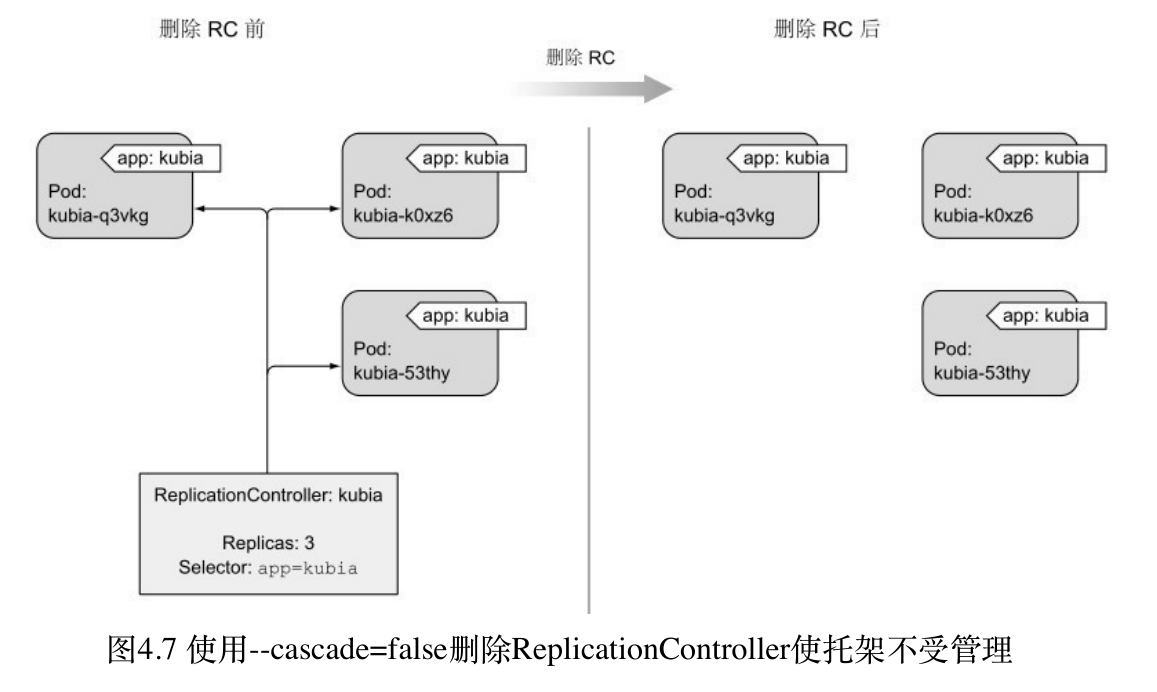 删除 RC 前
删除 RC 后
删除 RC
app: kubia
Pod:
kubia-q3vkg
app: kubia
Pod:
kubia-k0xz6
app: kubia
Pod:
kubia-53thy
ReplicationController: kubia
Replicas: 3
Selector: app=kubia
app: kubia
Pod:
kubia-q3vkg
app: kubia
Pod:
kubia-k0xz6
app: kubia
Pod:
kubia-53thy
图4.7 使用--cascade=false删除ReplicationController使托架不受管理